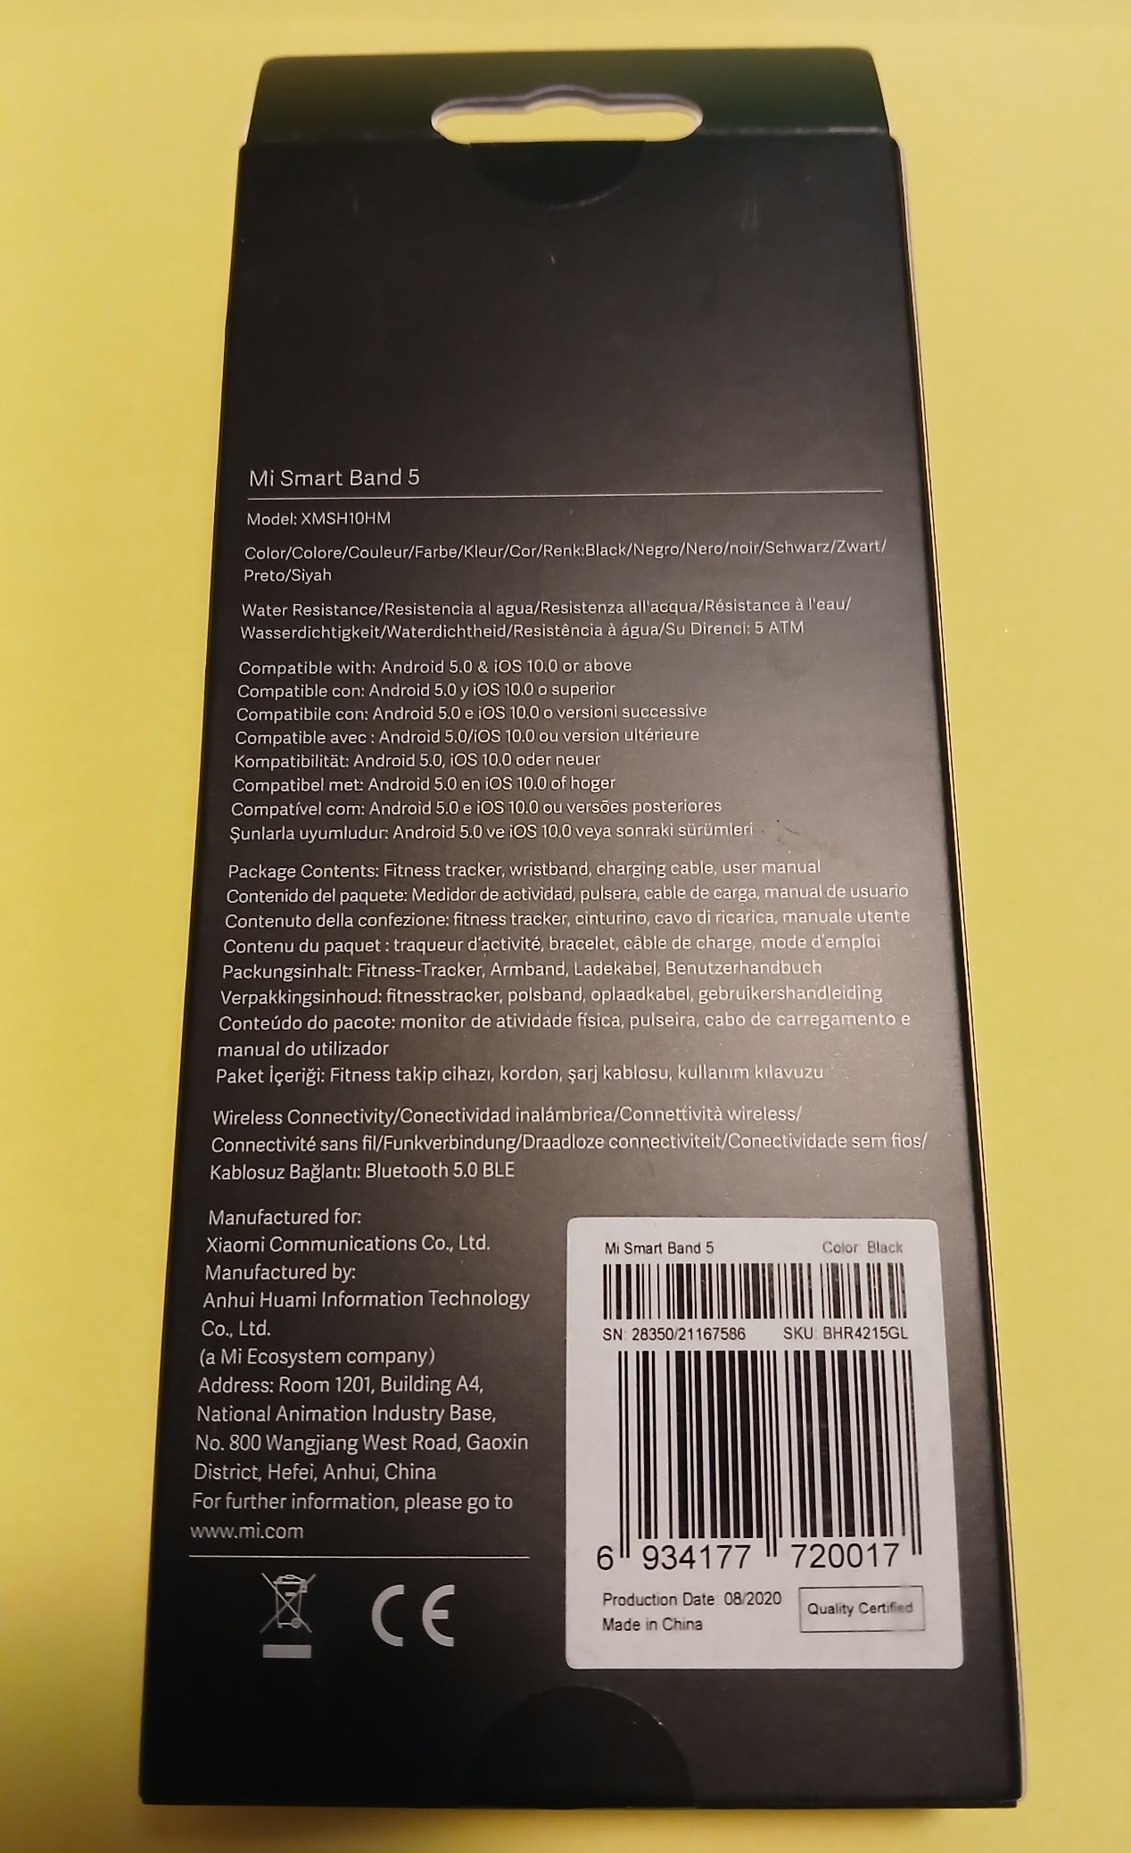 Mi Smart Band 5
Model: XMSH10HM
Color/Colore/Couleur/Farbe/Kleur/Cor/Renk:Black/Negro/Nero/noir/Schwarz/Zwart/
Preto/Siyah
Water Resistance/Resistencia al agua/Resistenza all'acqua/Résistance à l'eau/
Wasserdichtigkeit/Waterdichtheid/Resistência à água/Su Direnci: 5 ATM
Compatible with: Android 5.0 & iOS 10.0 or above
Compatible con: Android 5.0 y iOS 10.0 o superior
Compatibile con: Android 5.0 e iOS 10.0 o versioni successive
Compatible avec : Android 5.0/iOS 10.0 ou version ultérieure
Kompatibilität: Android 5.0, iOS 10.0 oder neuer
Compatibel met: Android 5.0 en iOS 10.0 of hoger
Compatível com: Android 5.0 e iOS 10.0 ou versões posteriores
Şunlarla uyumludur: Android 5.0 ve iOS 10.0 veya sonraki sürümleri
Package Contents: Fitness tracker, wristband, charging cable, user manual
Contenido del paquete: Medidor de actividad, pulsera, cable de carga, manual de usuario
Contenuto della confezione: fitness tracker, cinturino, cavo di ricarica, manuale utente
Contenu du paquet : traqueur d'activité, bracelet, câble de charge, mode d'emploi
Packungsinhalt: Fitness-Tracker, Armband, Ladekabel, Benutzerhandbuch
Verpakkingsinhoud: fitnesstracker, polsband, oplaadkabel, gebruikershandleiding
Conteúdo do pacote: monitor de atividade física, pulseira, cabo de carregamento e
manual do utilizador
Paket İçeriği: Fitness takip cihazı, kordon, şarj kablosu, kullanım kılavuzu
Wireless Connectivity/Conectividad inalámbrica/Connettività wireless/
Connectivité sans fil/Funkverbindung/Draadloze connectiviteit/Conectividade sem fios/
Kablosuz Bağlantı: Bluetooth 5.0 BLE
Manufactured for:
Xiaomi Communications Co., Ltd.
Manufactured by:
Anhui Huami Information Technology
Co., Ltd.
(a Mi Ecosystem company)
Address: Room 1201, Building A4,
National Animation Industry Base,
No. 800 Wangjiang West Road, Gaoxin
District, Hefei, Anhui, China
For further information, please go to
www.mi.com
CE
Mi Smart Band 5 Color: Black
SN: 28350/21167586 SKU: BHR4215GL
6 934177 720017
Production Date: 08/2020
Made in China
Quality Certified